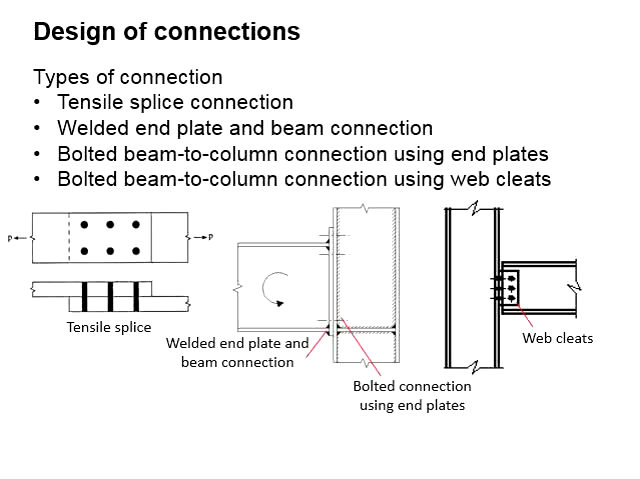 Design of connections
Types of connection
• Tensile splice connection
• Welded end plate and beam connection
• Bolted beam-to-column connection using end plates
• Bolted beam-to-column connection using web cleats
P
P
Tensile splice
Welded end plate and
beam connection
Bolted connection
using end plates
Web cleats